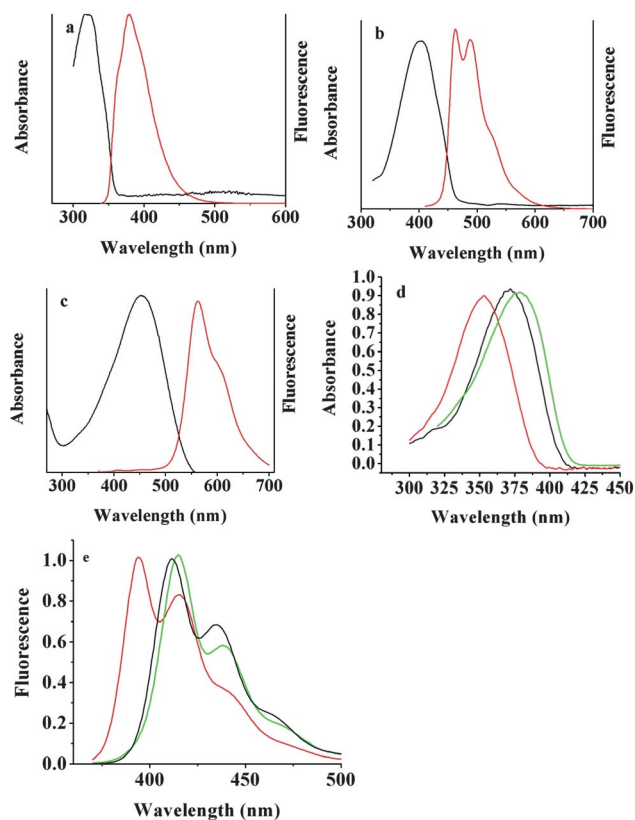 a
Absorbance
Fluorescence
300 400 500 600
Wavelength (nm)
b
Absorbance
Fluorescence
300 400 500 600 700
Wavelength (nm)
c
Absorbance
Fluorescence
300 400 500 600 700
Wavelength (nm)
d
Absorbance
1.0
0.9
0.9
0.7
0.6
0.5
0.4
0.2
0.2
0.1
0.0
300 325 350 375 400 425 450
Wavelength (nm)
e
Fluorescence
1.0
0.8
0.6
0.4
0.2
0.0
400 450 500
Wavelength (nm)